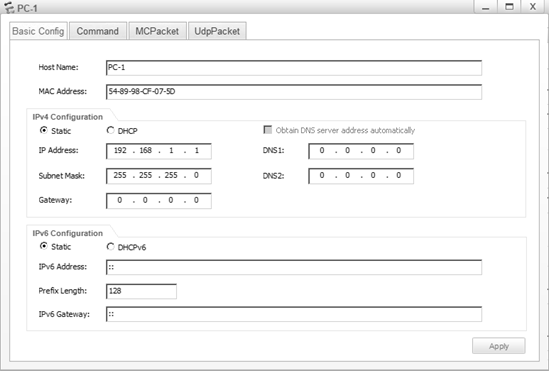 PC-1
Basic Config Command MCPacket UdpPacket
Host Name: PC-1
MAC Address: 54-89-98-CF-07-5D
IPv4 Configuration
Static DHCP Obtain DNS server address automatically
IP Address: 192 . 168 . 1 . 1 DNS1: 0 . 0 . 0 . 0
Subnet Mask: 255 . 255 . 255 . 0 DNS2: 0 . 0 . 0 . 0
Gateway: 0 . 0 . 0 . 0
IPv6 Configuration
Static DHCPv6
IPv6 Address: ::
Prefix Length: 128
IPv6 Gateway: ::
Apply